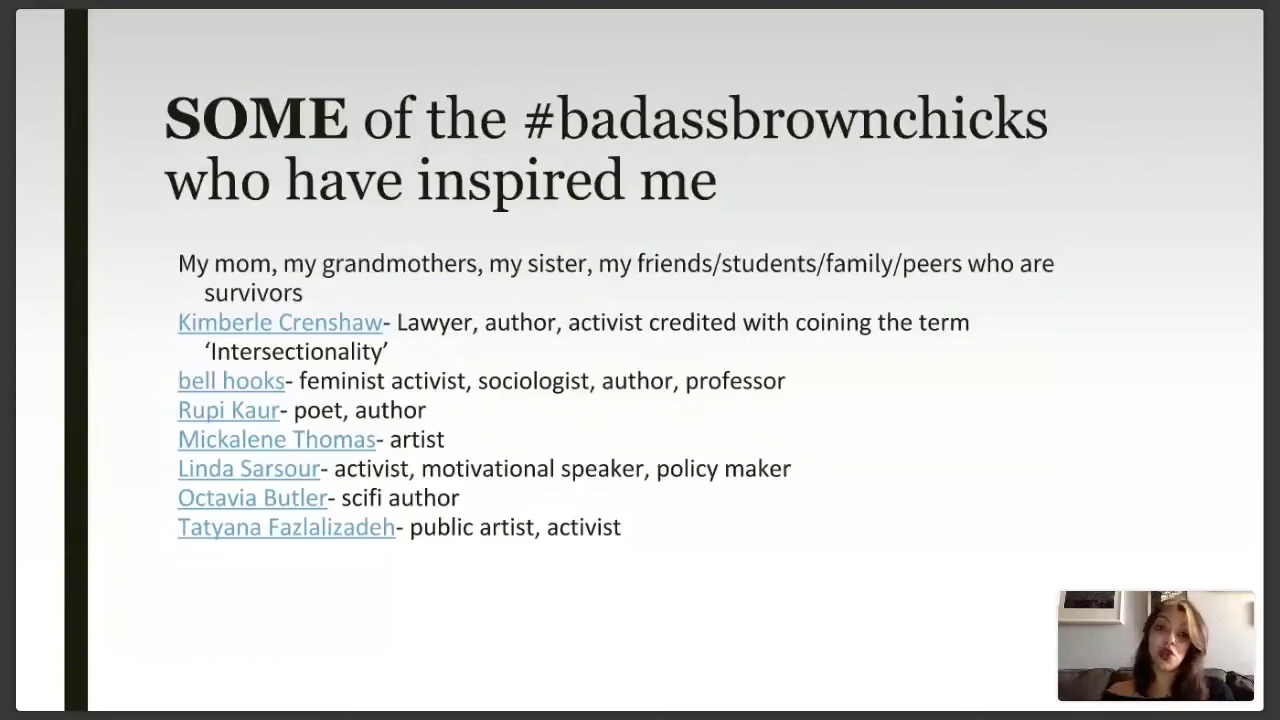 SOME of the #badassbrownchicks
who have inspired me
My mom, my grandmothers, my sister, my friends/students/family/peers who are
survivors
Kimberle Crenshaw- Lawyer, author, activist credited with coining the term
‘Intersectionality’
bell hooks- feminist activist, sociologist, author, professor
Rupi Kaur- poet, author
Mickalene Thomas- artist
Linda Sarsour- activist, motivational speaker, policy maker
Octavia Butler- scifi author
Tatyana Fazlalizadeh- public artist, activist